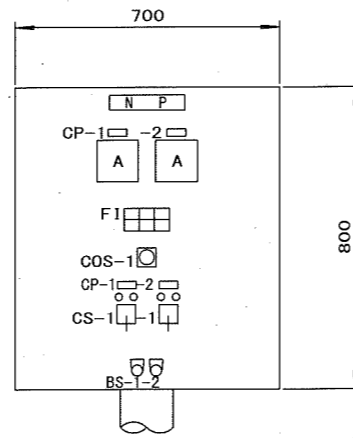 700
N P
CP-1 -2
A A
FI
COS-1
CP-1 -2
CS-1 -1
BS-1-2
800